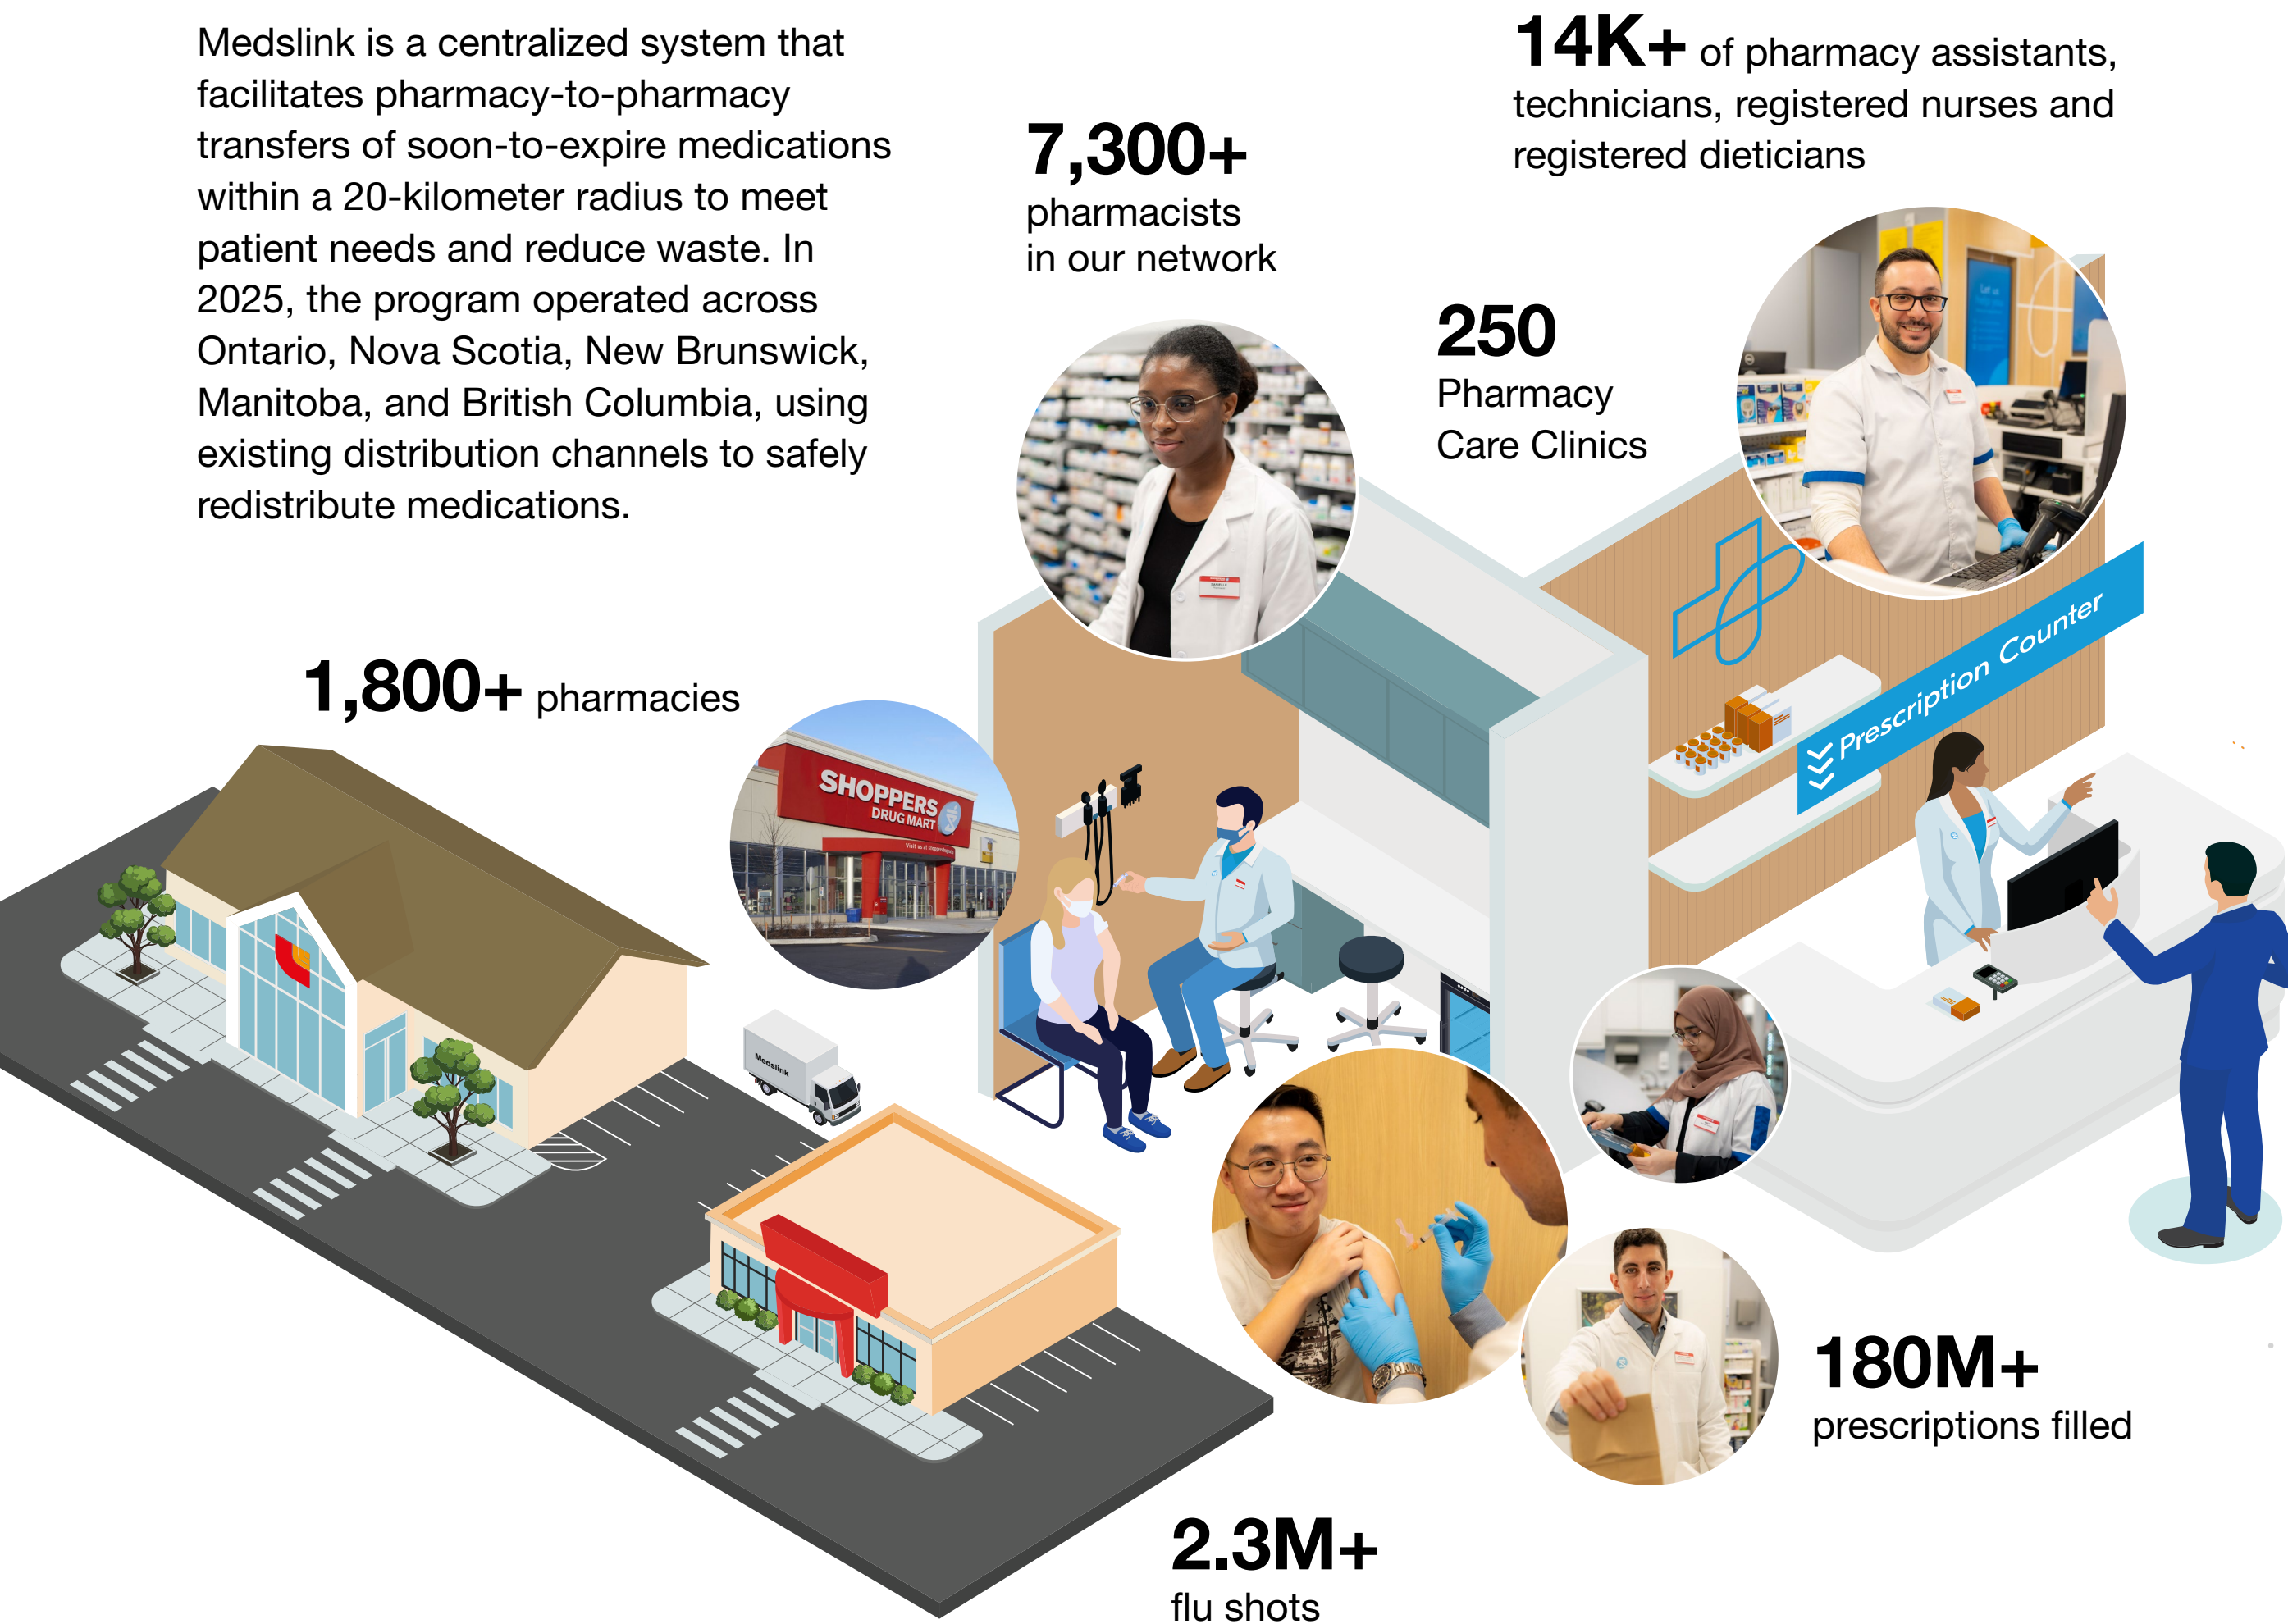 Medslink is a centralized system that
facilitates pharmacy-to-pharmacy
transfers of soon-to-expire medications
within a 20-kilometer radius to meet
patient needs and reduce waste. In
2025, the program operated across
Ontario, Nova Scotia, New Brunswick,
Manitoba, and British Columbia, using
existing distribution channels to safely
redistribute medications.
14K+ of pharmacy assistants,
technicians, registered nurses and
registered dieticians
7,300+
pharmacists
in our network
250
Pharmacy
Care Clinics
1,800+ pharmacies
SHOPPERS
DRUG MART
Prescription Counter
Medslink
180M+
prescriptions filled
2.3M+
flu shots